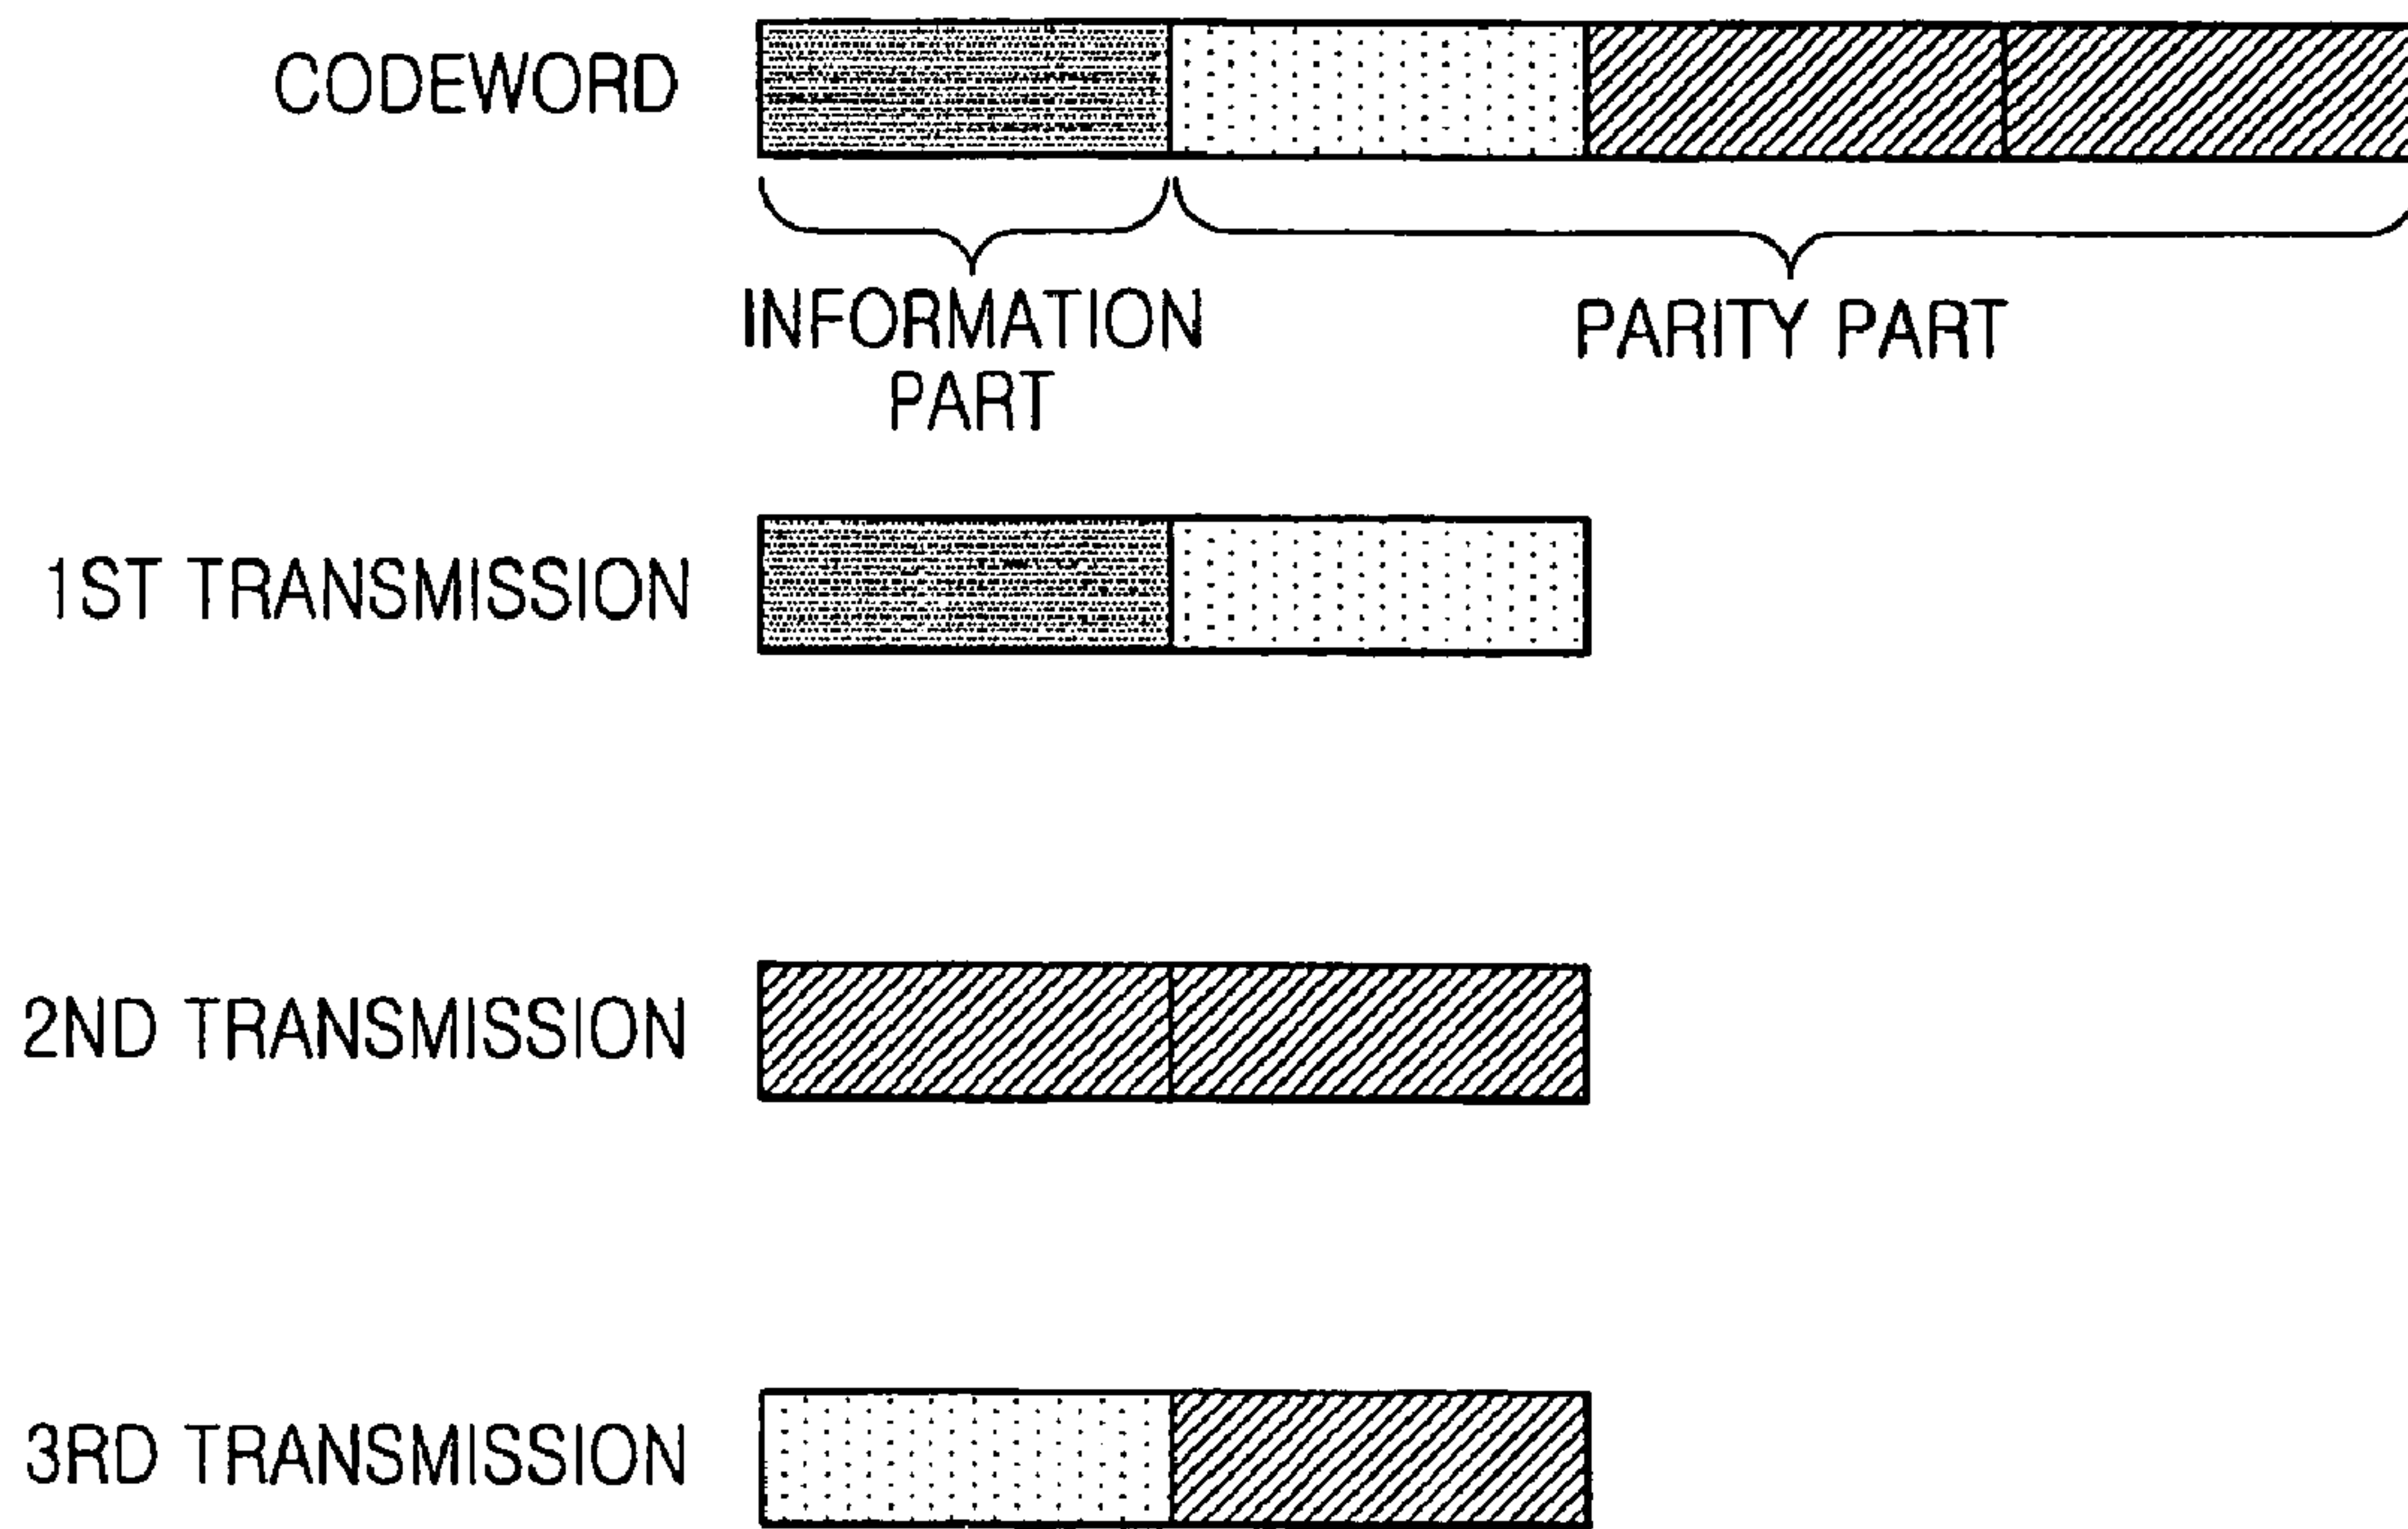 CODEWORD
INFORMATION
PART
PARITY PART
1ST TRANSMISSION
2ND TRANSMISSION
3RD TRANSMISSION